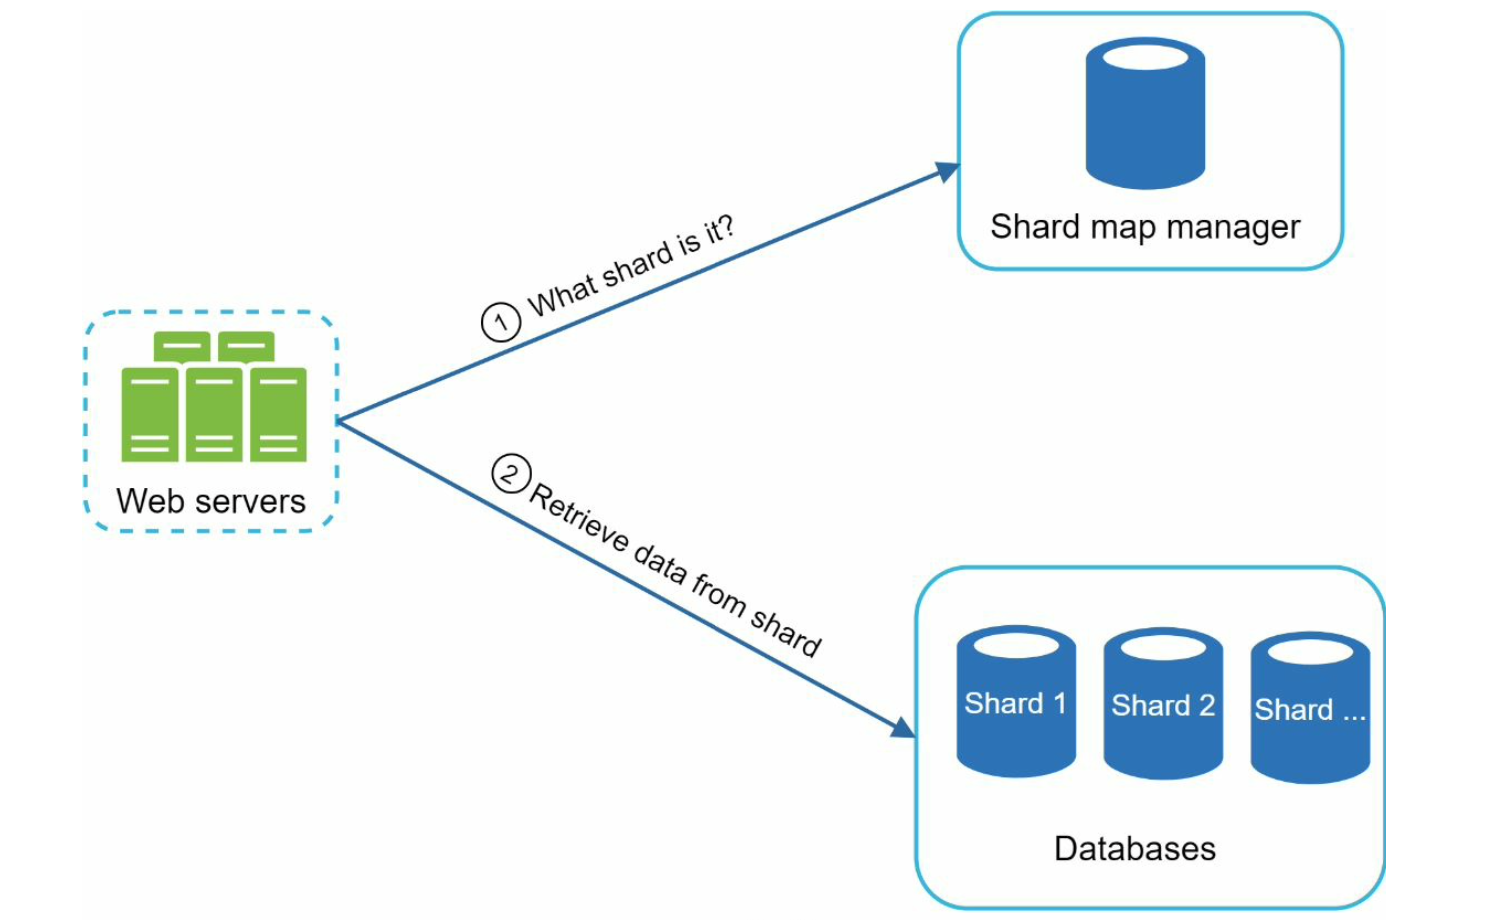 Shard map manager
① What shard is it?
Web servers
② Retrieve data from shard
Shard 1
Shard 2
Shard ...
Databases